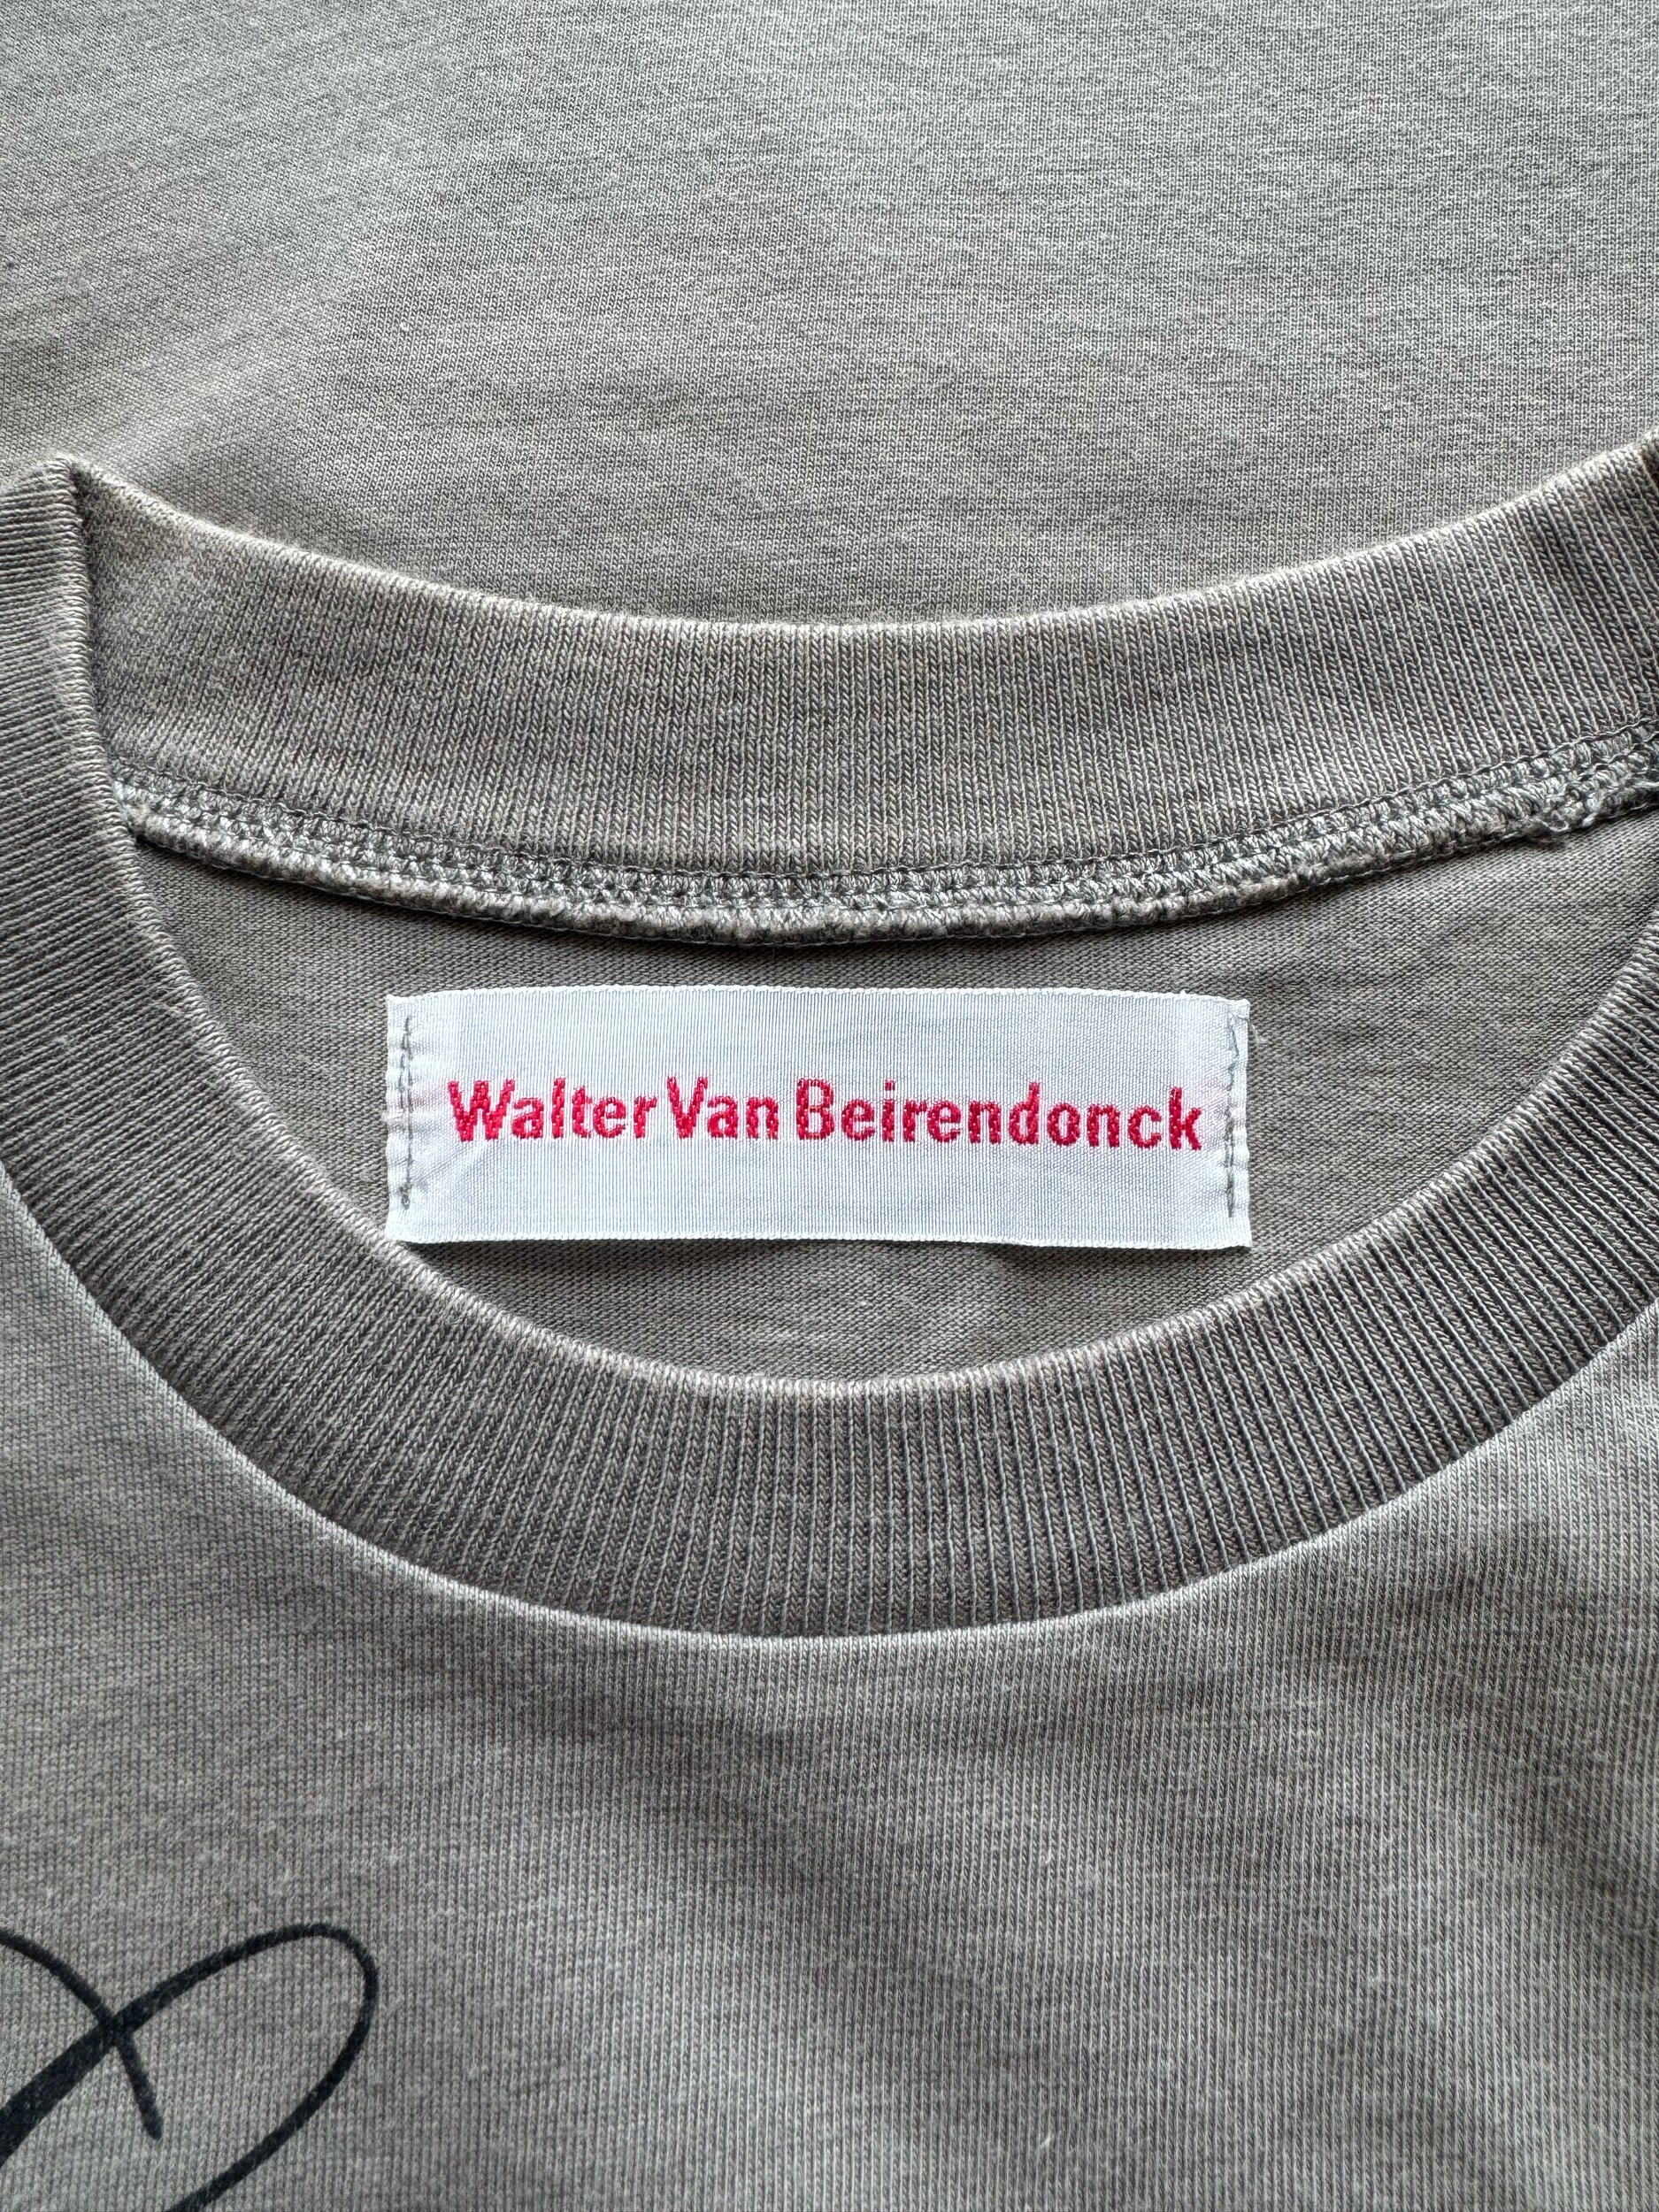 Walter Van Beirendonck